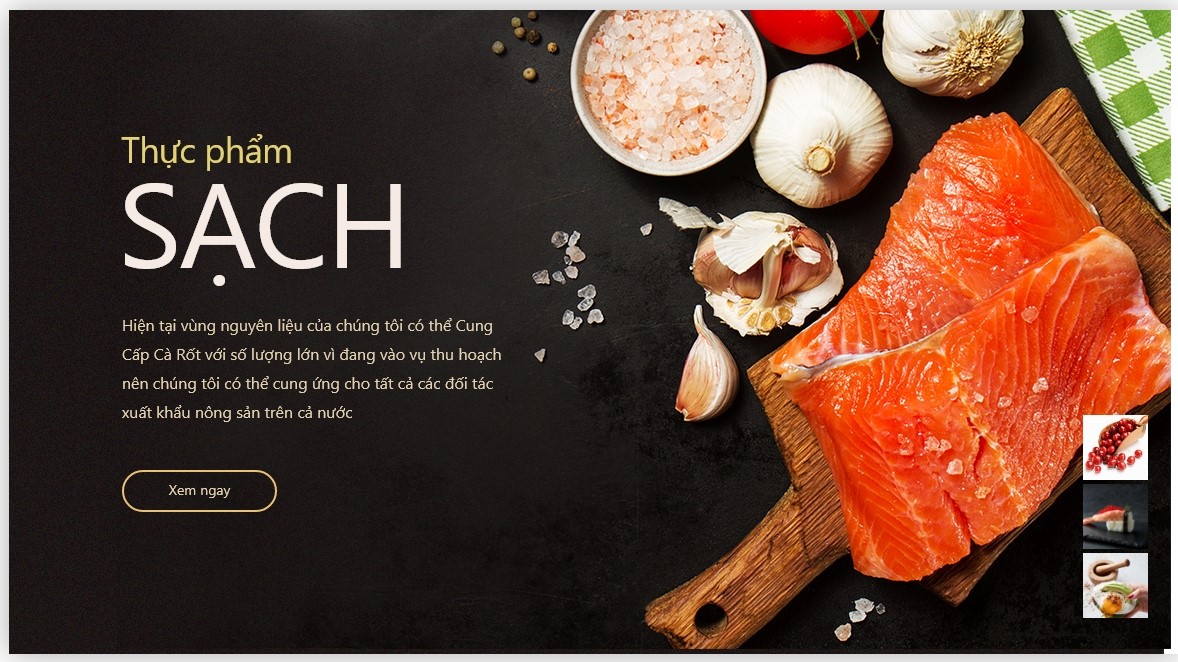 Thực phẩm
SẠCH
Hiện tại vùng nguyên liệu của chúng tôi có thể Cung
Cấp Cà Rốt với số lượng lớn vì đang vào vụ thu hoạch
nên chúng tôi có thể cung ứng cho tất cả các đối tác
xuất khẩu nông sản trên cả nước
Xem ngay